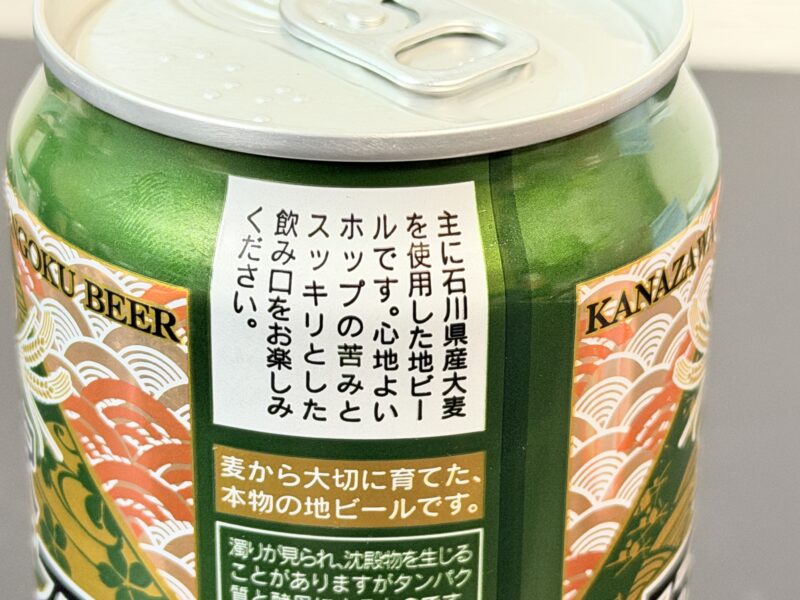 GOKU BEER
主に石川県産大麦
を使用した地ビー
ルです。心地よい
ホップの苦みと
スッキリとした
飲み口をお楽しみ
ください。
麦から大切に育てた、
本物の地ビールです。
濁りが見られ、沈殿物を生じる
ことがありますがタンパク
KANAZAWA